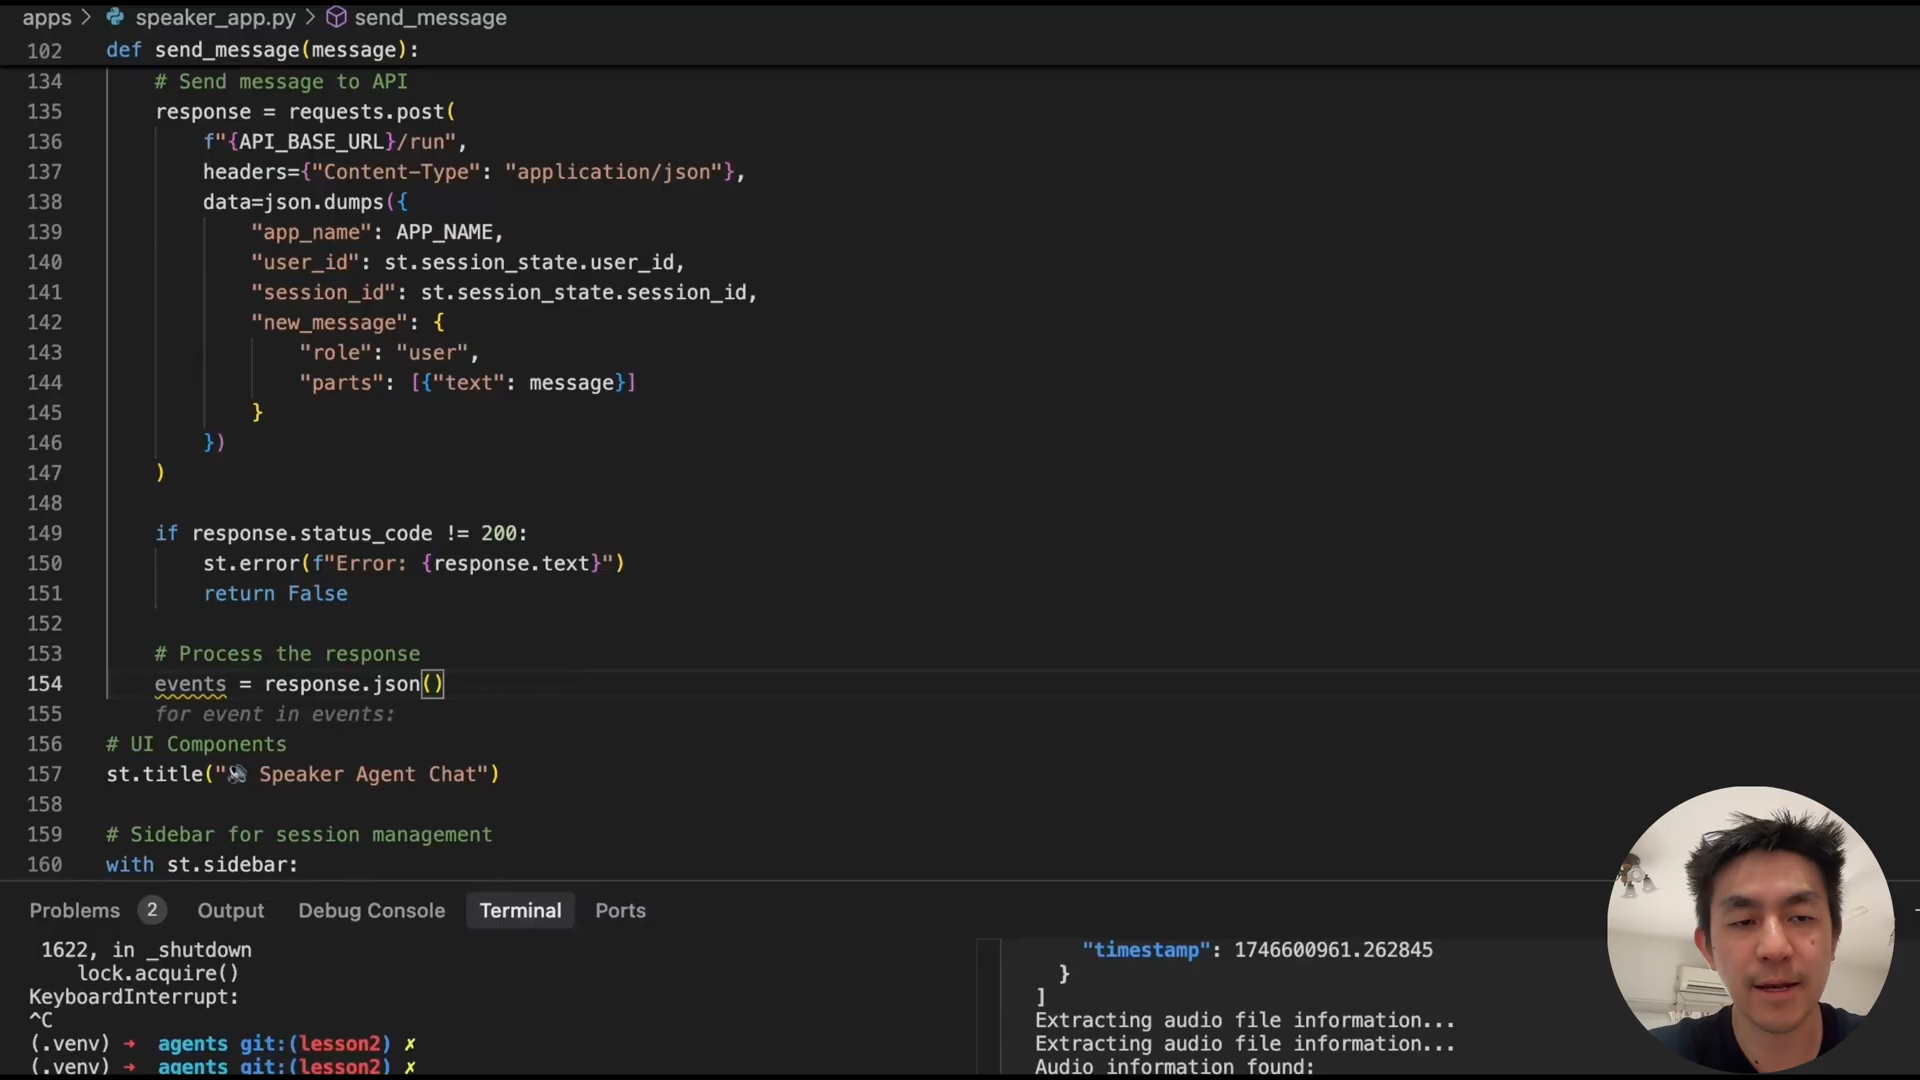 apps > speaker_app.py > send_message
102 def send_message(message):
134 # Send message to API
135 response = requests.post(
136 f"{API_BASE_URL}/run",
137 headers={"Content-Type": "application/json"},
138 data=json.dumps({
139 "app_name": APP_NAME,
140 "user_id": st.session_state.user_id,
141 "session_id": st.session_state.session_id,
142 "new_message": {
143 "role": "user",
144 "parts": [{"text": message}]
145 }
146 })
147 )
148
149 if response.status_code != 200:
150 st.error(f"Error: {response.text}")
151 return False
152
153 # Process the response
154 events = response.json()
155 for event in events:
156 # UI Components
157 st.title("🔊 Speaker Agent Chat")
158
159 # Sidebar for session management
160 with st.sidebar:
Problems 2 Output Debug Console Terminal Ports
1622, in _shutdown
lock.acquire()
KeyboardInterrupt:
^C
(.venv) ➜ agents git:(lesson2) ✗
(.venv) ➜ agents git:(lesson2) ✗
"timestamp": 1746600961.262845
}
]
Extracting audio file information...
Extracting audio file information...
Audio information found: